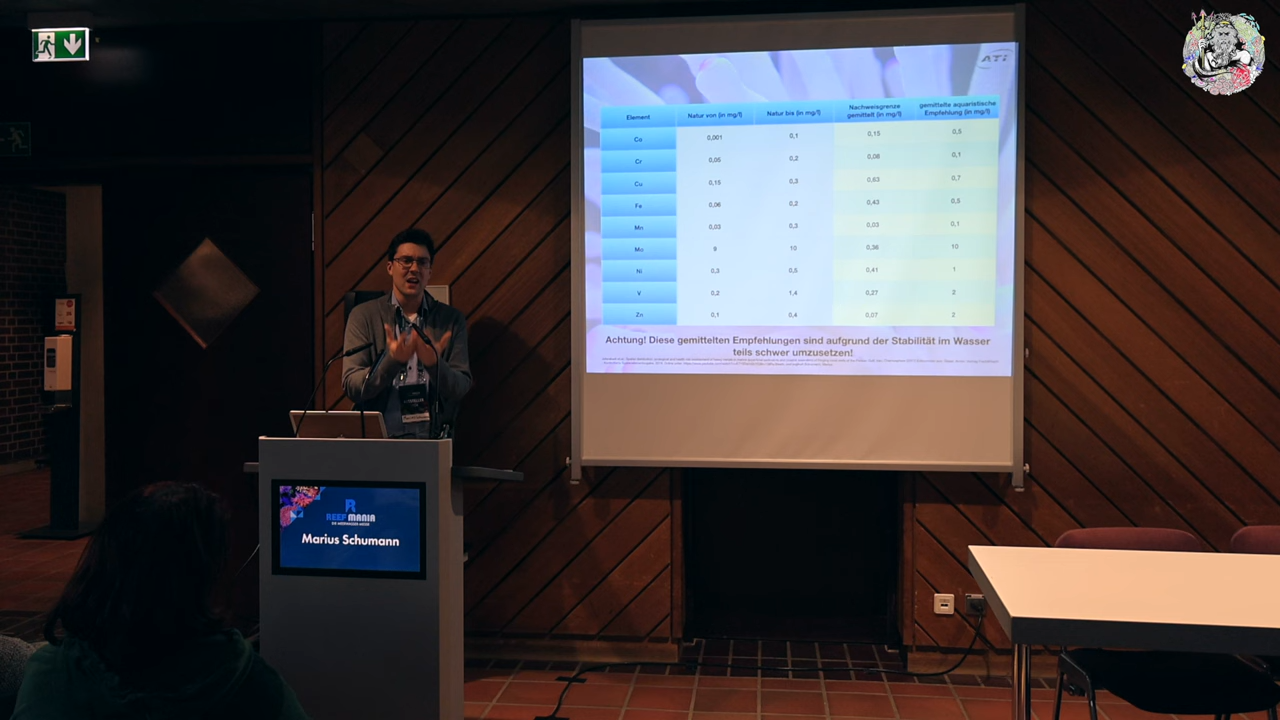 ATI
Element Natur von (in mg/l) Natur bis (in mg/l) Nachweisgrenze gemittelt (in mg/l) gemittelte aquaristische Empfehlung (in mg/l)
Co 0,001 0,1 0,15 0,5
Cr 0,05 0,2 0,08 0,1
Cu 0,15 0,3 0,63 0,7
Fe 0,06 0,2 0,43 0,5
Mn 0,03 0,3 0,03 0,1
Mo 9 10 0,36 10
Ni 0,3 0,5 0,41 1
V 0,2 1,4 0,27 2
Zn 0,1 0,4 0,07 2
Achtung! Diese gemittelten Empfehlungen sind aufgrund der Stabilität im Wasser
teils schwer umzusetzen!
REEF MANIA
Marius Schumann